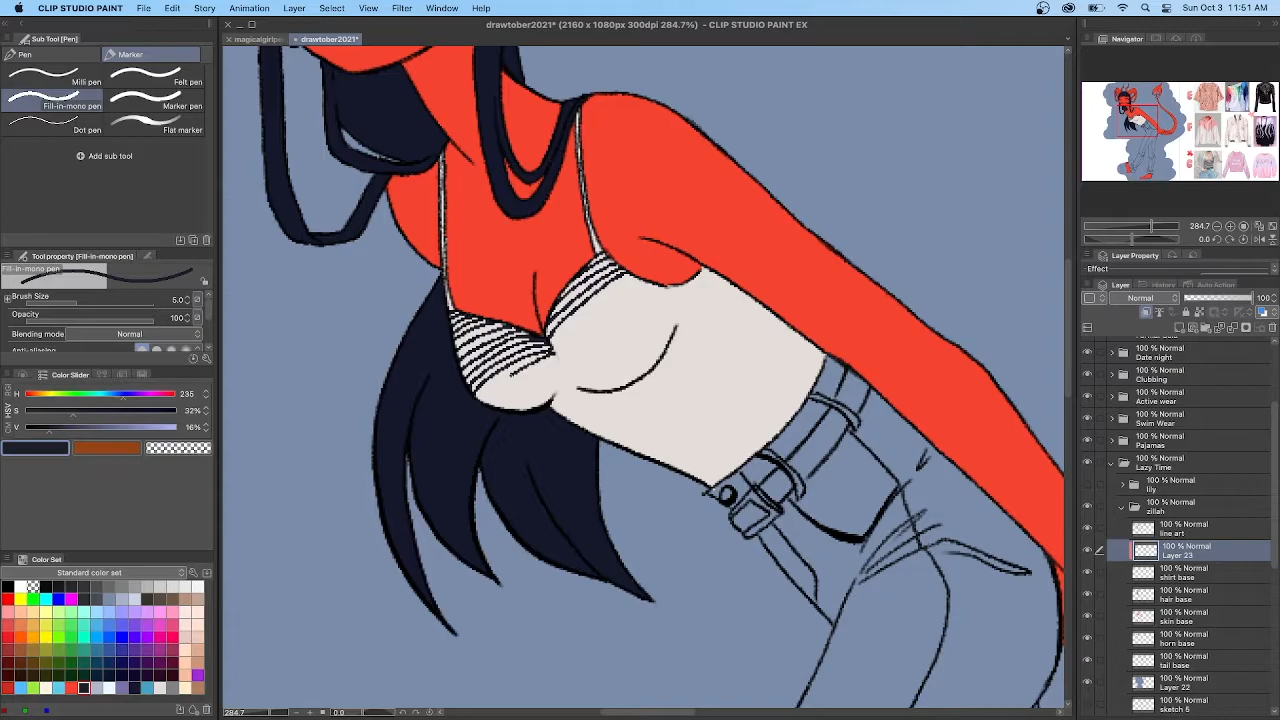 CLIP STUDIO PAINT File Edit Story Animation Layer Select View Filter Window Help Sun Oct 3 11:51 AM
drawtober2021* (2160 x 1080px 300dpi 284.7%) - CLIP STUDIO PAINT EX
Sub Tool [Pen]
drawtober2021*
Navigator
Pen
Marker
Milli pen
Felt pen
Fill-in-mono pen
Marker pen
Dot pen
Flat marker
Add sub tool
284.7
0.0
Tool property [Fill-in-mono pen]
Layer Property
Fill-in-mono pen
Effect
Brush Size 5.0
Opacity 100
Blending mode Normal
Layer
Auto Action
Normal
100
Color Slider
H 235
S 32%
V 16%
100 % Normal
Date night
100 % Normal
Clubbing
100 % Normal
Active wear
100 % Normal
Swim Wear
100 % Normal
Pajamas
100 % Normal
Lazy Time
100 % Normal
lily
100 % Normal
zillah
100 % Normal
line art
100 % Normal
Layer 23
100 % Normal
shirt base
100 % Normal
hair base
100 % Normal
skin base
100 % Normal
horn base
100 % Normal
tail base
100 % Normal
Layer 22
100 % Normal
sketch 5
Color Set
Standard color set
284.7
0.0